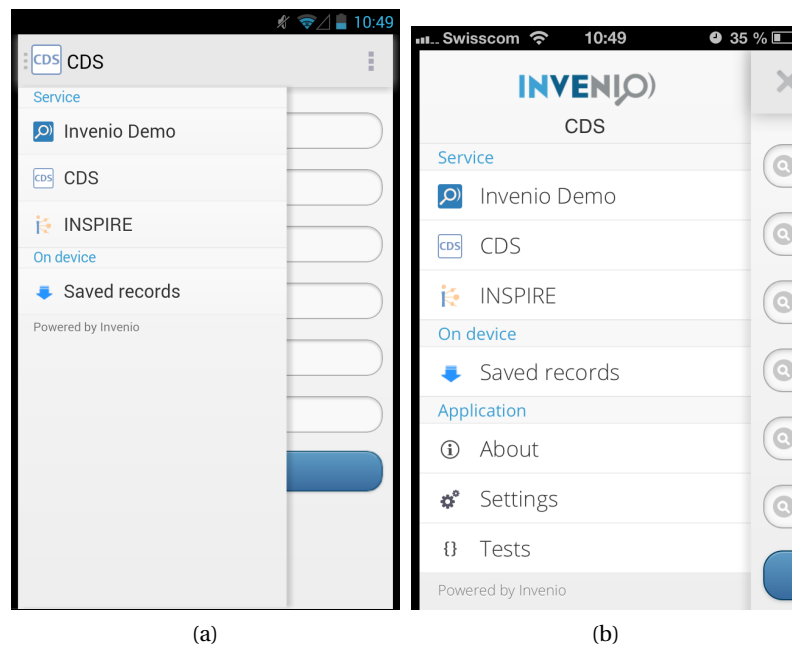 10:49
CDS CDS
Service
Invenio Demo
CDS CDS
INSPIRE
On device
Saved records
Powered by Invenio
(a)
Swisscom 10:49 35 %
INVENIO
CDS
Service
Invenio Demo
CDS CDS
INSPIRE
On device
Saved records
Application
About
Settings
{} Tests
Powered by Invenio
(b)